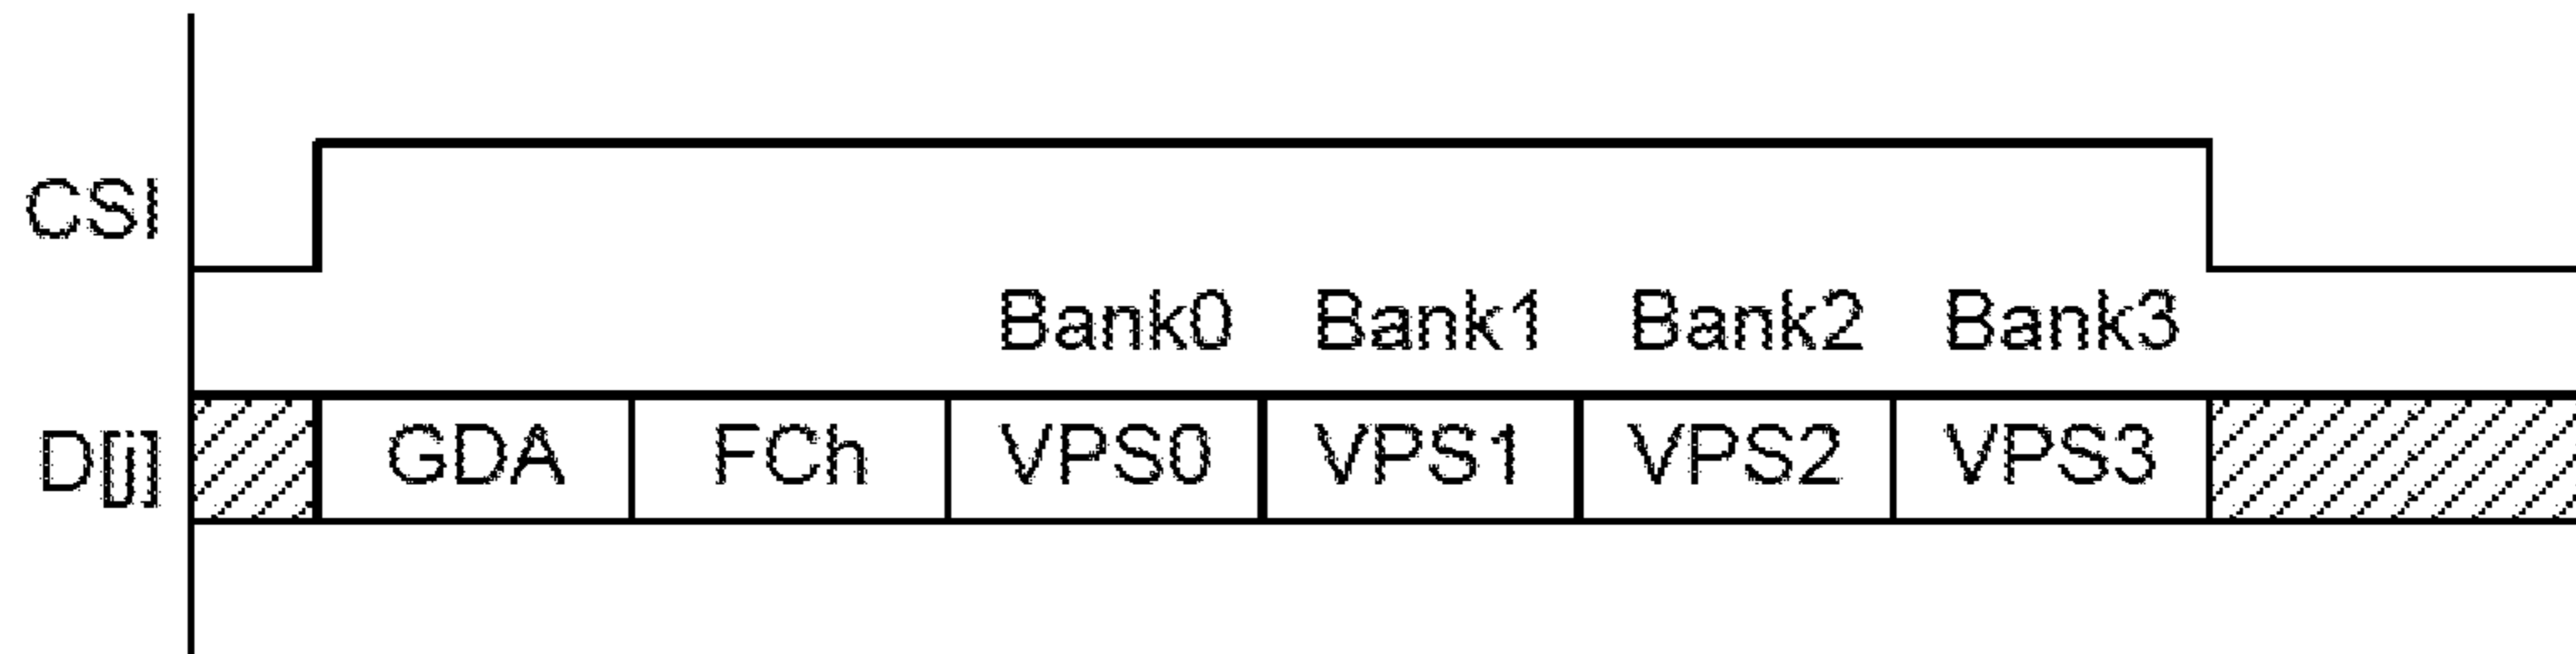 CSI
Bank0 Bank1 Bank2 Bank3
D[j] GDA FCh VPS0 VPS1 VPS2 VPS3